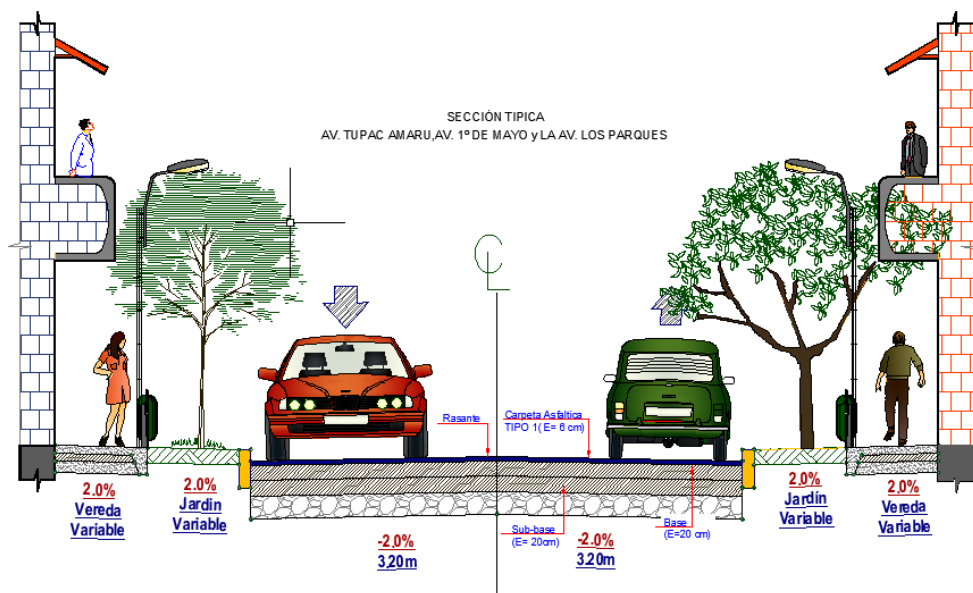 SECCIÓN TIPICA
AV. TUPAC AMARU,AV. 1º DE MAYO y LA AV. LOS PARQUES
Rasante
Carpeta Asfaltica
TIPO 1( E= 6 cm)
2.0%
Vereda
Variable
2.0%
Jardin
Variable
-2.0%
3.20m
Sub-base
(E= 20cm)
-2.0%
3.20m
Base
(E=20 cm)
2.0%
Jardin
Variable
2.0%
Vereda
Variable